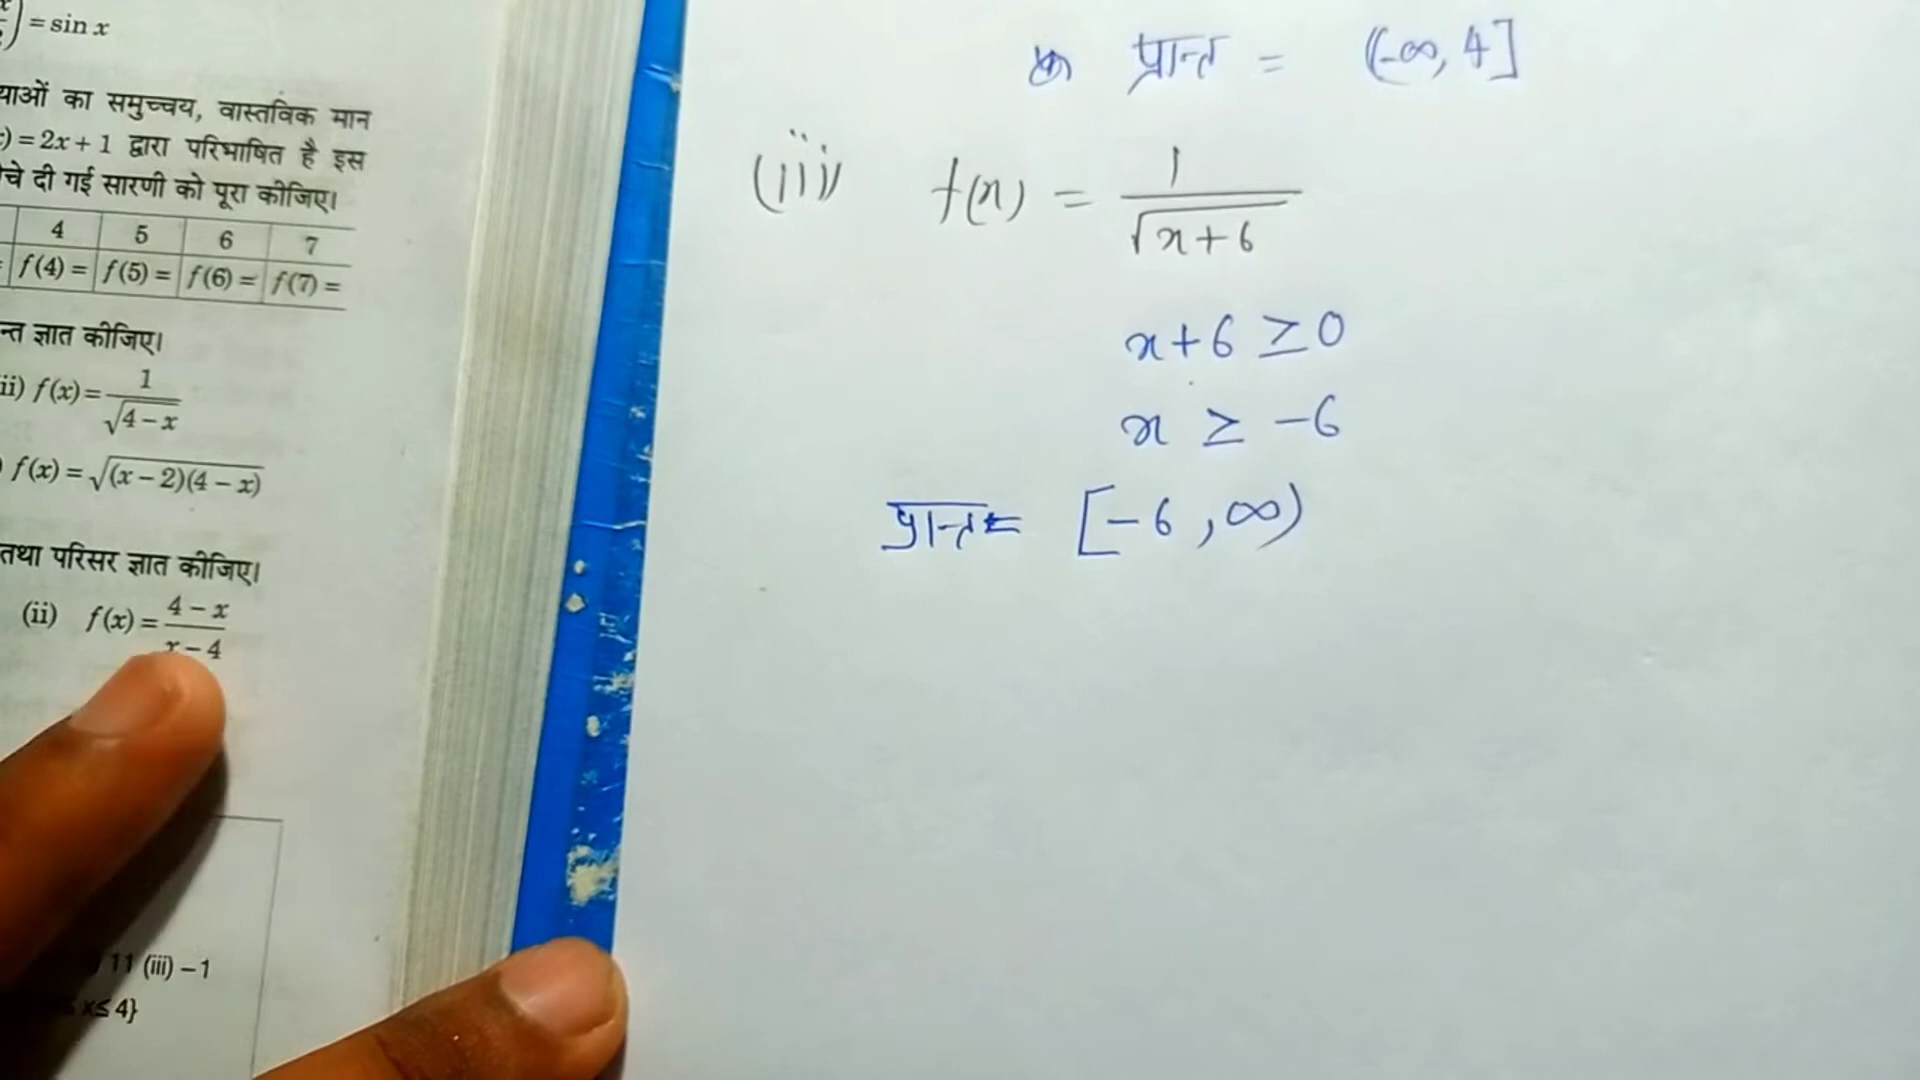 = sin x
याओं का समुच्चय, वास्तविक मान
) = 2x + 1 द्वारा परिभाषित है इस
चे दी गई सारणी को पूरा कीजिए।
4 5 6 7
f(4) = f(5) = f(6) = f(7) =
न्त ज्ञात कीजिए।
ii) f(x) = 1/√(4 – x)
) f(x) = √((x – 2)(4 – x))
तथा परिसर ज्ञात कीजिए।
(ii) f(x) = (4 – x)/(x – 4)
11 (iii) – 1
x ≤ 4}
प्रान्त = (-∞, 4]
(iii) f(x) = 1/√(x+6)
x+6 ≥ 0
x ≥ -6
प्रान्त = [-6, ∞)